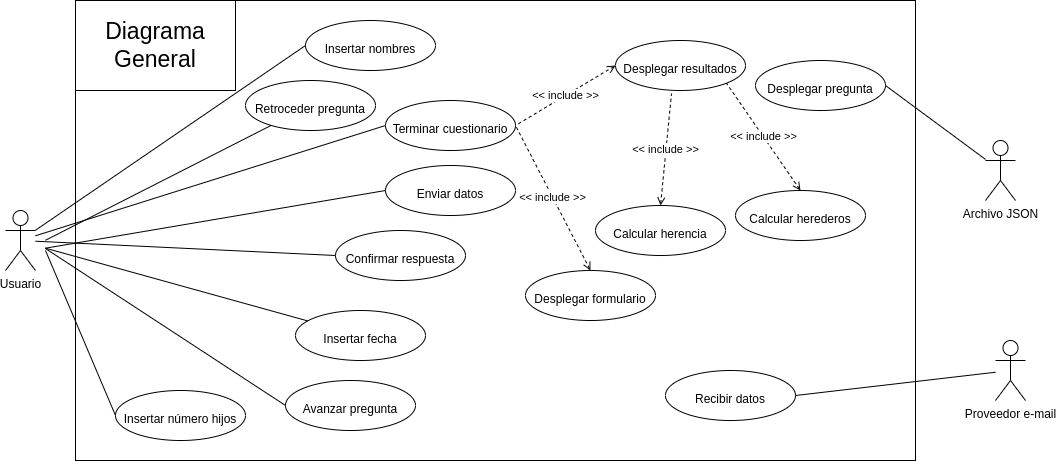 Diagrama
General
Insertar nombres
Retroceder pregunta
Terminar cuestionario
Enviar datos
Confirmar respuesta
Insertar fecha
Avanzar pregunta
Insertar número hijos
Usuario
<< include >>
<< include >>
Desplegar resultados
Desplegar pregunta
<< include >>
<< include >>
Calcular herencia
Calcular herederos
Desplegar formulario
Recibir datos
Archivo JSON
Proveedor e-mail